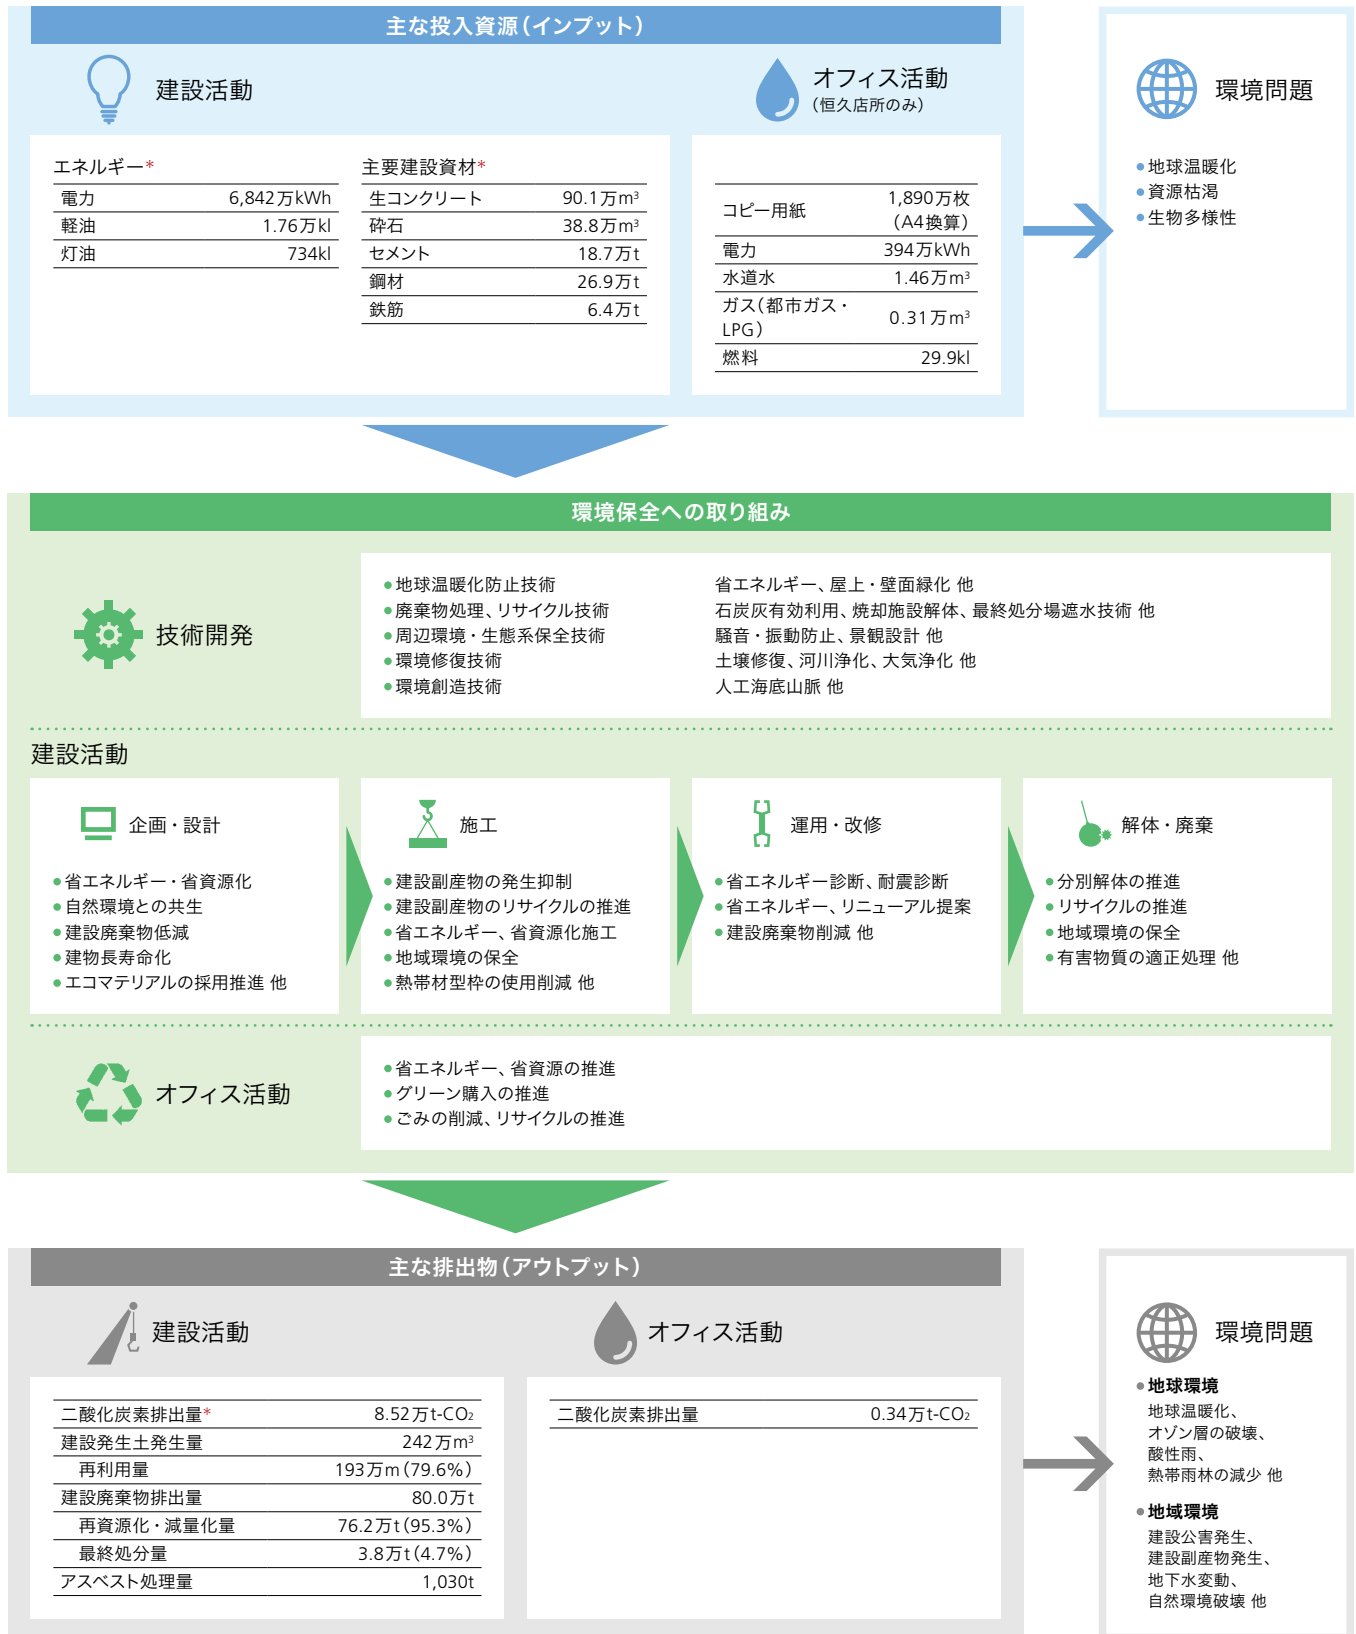 主な投入資源（インプット）
建設活動
エネルギー*
電力 6,842万kWh
軽油 1.76万kl
灯油 734kl
主要建設資材*
生コンクリート 90.1万m³
砕石 38.8万m³
セメント 18.7万t
鋼材 26.9万t
鉄筋 6.4万t
オフィス活動
（恒久店所のみ）
コピー用紙 1,890万枚
（A4換算）
電力 394万kWh
水道水 1.46万m³
ガス（都市ガス・
LPG） 0.31万m³
燃料 29.9kl
環境問題
●地球温暖化
●資源枯渇
●生物多様性
環境保全への取り組み
技術開発
●地球温暖化防止技術 省エネルギー、屋上・壁面緑化 他
●廃棄物処理、リサイクル技術 石炭灰有効利用、焼却施設解体、最終処分場遮水技術 他
●周辺環境・生態系保全技術 騒音・振動防止、景観設計 他
●環境修復技術 土壌修復、河川浄化、大気浄化 他
●環境創造技術 人工海底山脈 他
建設活動
企画・設計
●省エネルギー・省資源化
●自然環境との共生
●建設廃棄物低減
●建物長寿命化
●エコマテリアルの採用推進 他
施工
●建設副産物の発生抑制
●建設副産物のリサイクルの推進
●省エネルギー、省資源化施工
●地域環境の保全
●熱帯材型枠の使用削減 他
運用・改修
●省エネルギー診断、耐震診断
●省エネルギー、リニューアル提案
●建設廃棄物削減 他
解体・廃棄
●分別解体の推進
●リサイクルの推進
●地域環境の保全
●有害物質の適正処理 他
オフィス活動
●省エネルギー、省資源の推進
●グリーン購入の推進
●ごみの削減、リサイクルの推進
主な排出物（アウトプット）
建設活動
二酸化炭素排出量* 8.52万t-CO₂
建設発生土発生量 242万m³
再利用量 193万m（79.6%）
建設廃棄物排出量 80.0万t
再資源化・減量化量 76.2万t（95.3%）
最終処分量 3.8万t（4.7%）
アスベスト処理量 1,030t
オフィス活動
二酸化炭素排出量 0.34万t-CO₂
環境問題
●地球環境
地球温暖化、
オゾン層の破壊、
酸性雨、
熱帯雨林の減少 他
●地域環境
建設公害発生、
建設副産物発生、
地下水変動、
自然環境破壊 他